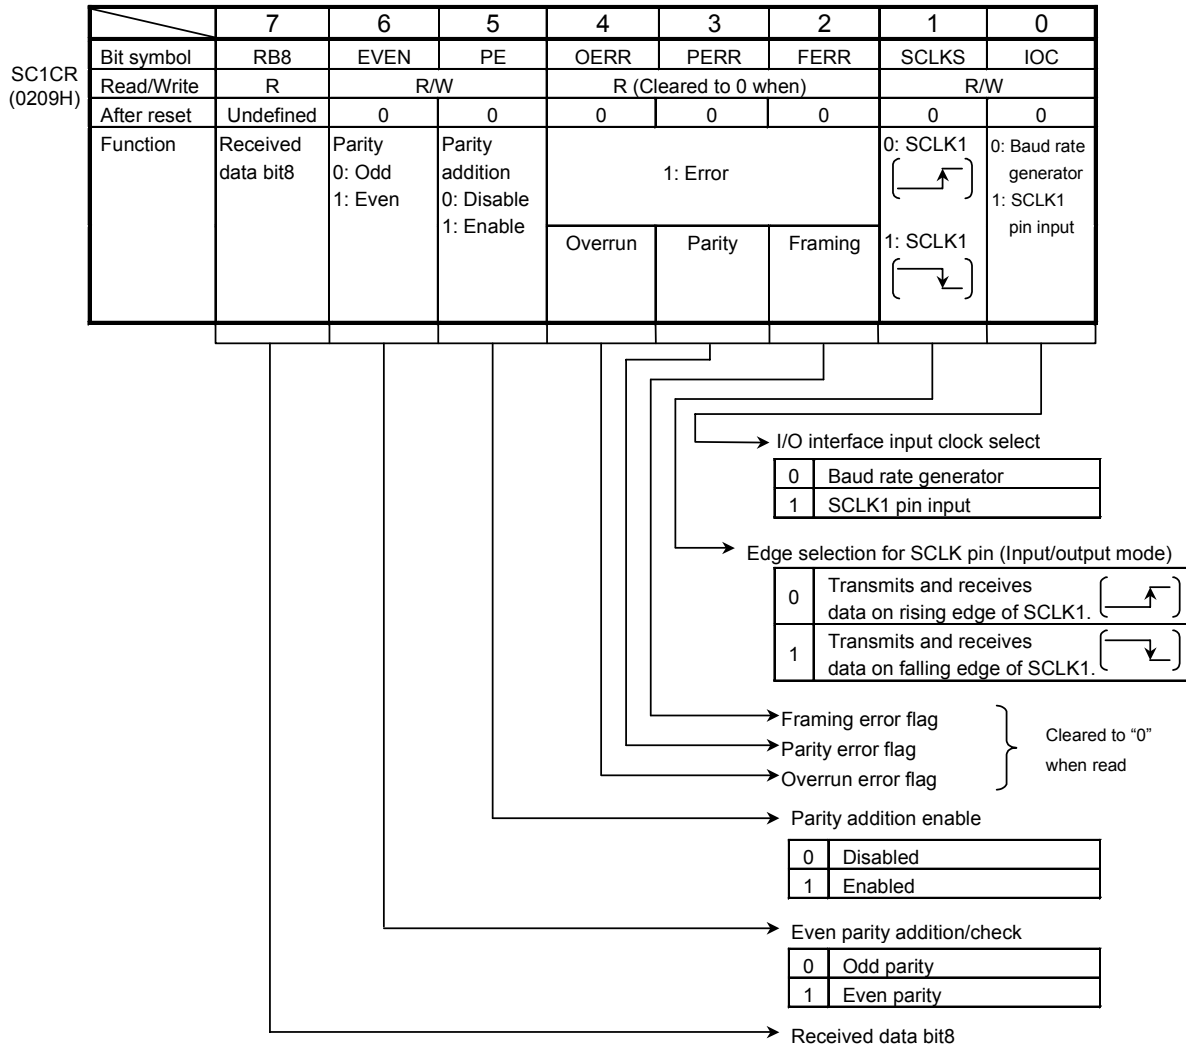 7 6 5 4 3 2 1 0
SC1CR
(0209H)
Bit symbol RB8 EVEN PE OERR PERR FERR SCLKS IOC
Read/Write R R/W R (Cleared to 0 when) R/W
After reset Undefined 0 0 0 0 0 0 0
Function
Received
data bit8
Parity
0: Odd
1: Even
Parity
addition
0: Disable
1: Enable
1: Error
Overrun Parity Framing
0: SCLK1
1: SCLK1
0: Baud rate
generator
1: SCLK1
pin input
I/O interface input clock select
0 Baud rate generator
1 SCLK1 pin input
Edge selection for SCLK pin (Input/output mode)
0 Transmits and receives
data on rising edge of SCLK1.
1 Transmits and receives
data on falling edge of SCLK1.
Framing error flag
Parity error flag
Overrun error flag
Cleared to “0”
when read
Parity addition enable
0 Disabled
1 Enabled
Even parity addition/check
0 Odd parity
1 Even parity
Received data bit8